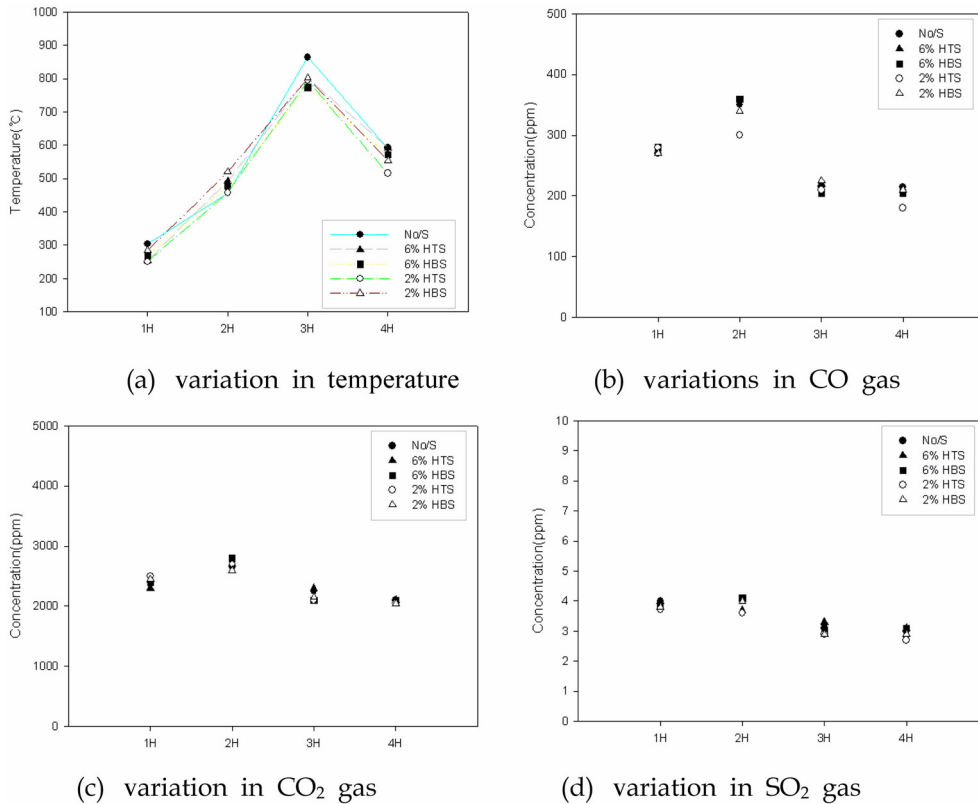 1000
900
800
700
600
500
400
300
200
100
Temperature(℃)
1H 2H 3H 4H
No/S
6% HTS
6% HBS
2% HTS
2% HBS
(a) variation in temperature
500
400
300
200
100
0
Concentration(ppm)
1H 2H 3H 4H
No/S
6% HTS
6% HBS
2% HTS
2% HBS
(b) variations in CO gas
5000
4000
3000
2000
1000
0
Concentration(ppm)
1H 2H 3H 4H
No/S
6% HTS
6% HBS
2% HTS
2% HBS
(c) variation in CO₂ gas
10
9
8
7
6
5
4
3
2
1
0
Concentration(ppm)
1H 2H 3H 4H
No/S
6% HTS
6% HBS
2% HTS
2% HBS
(d) variation in SO₂ gas